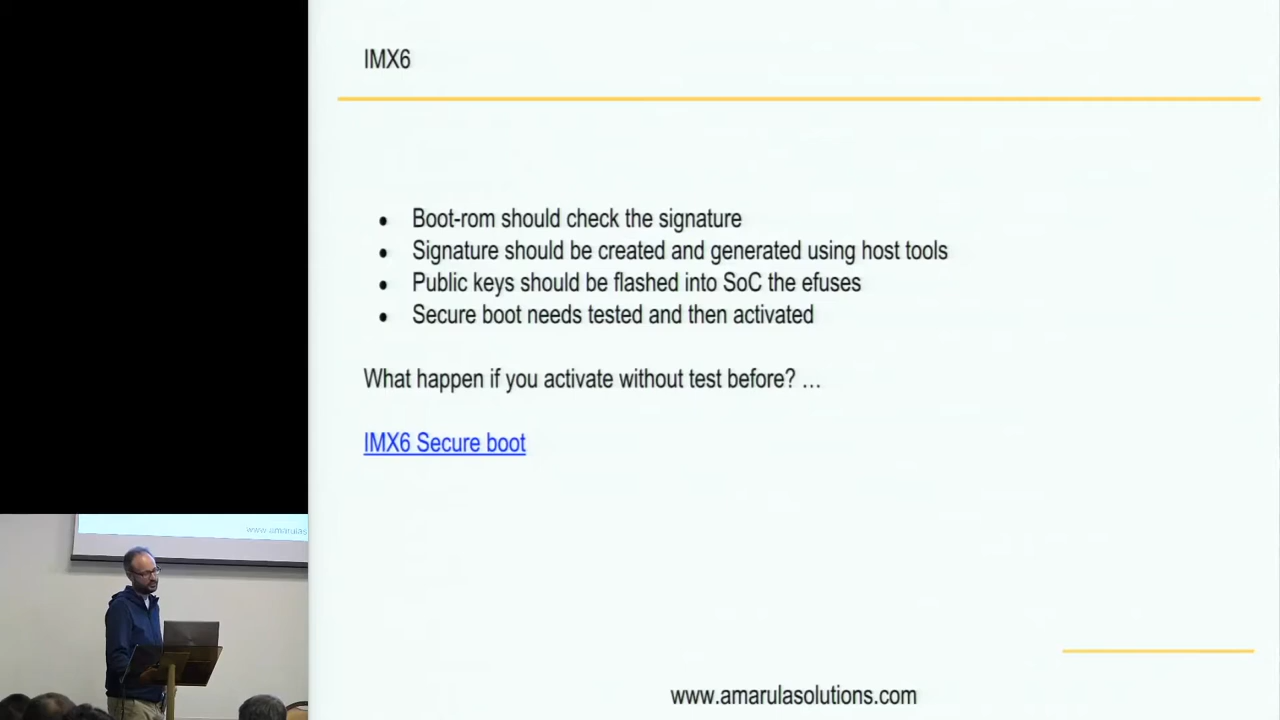 IMX6
• Boot-rom should check the signature
• Signature should be created and generated using host tools
• Public keys should be flashed into SoC the efuses
• Secure boot needs tested and then activated
What happen if you activate without test before? …
IMX6 Secure boot
www.amarulas
www.amarulasolutions.com